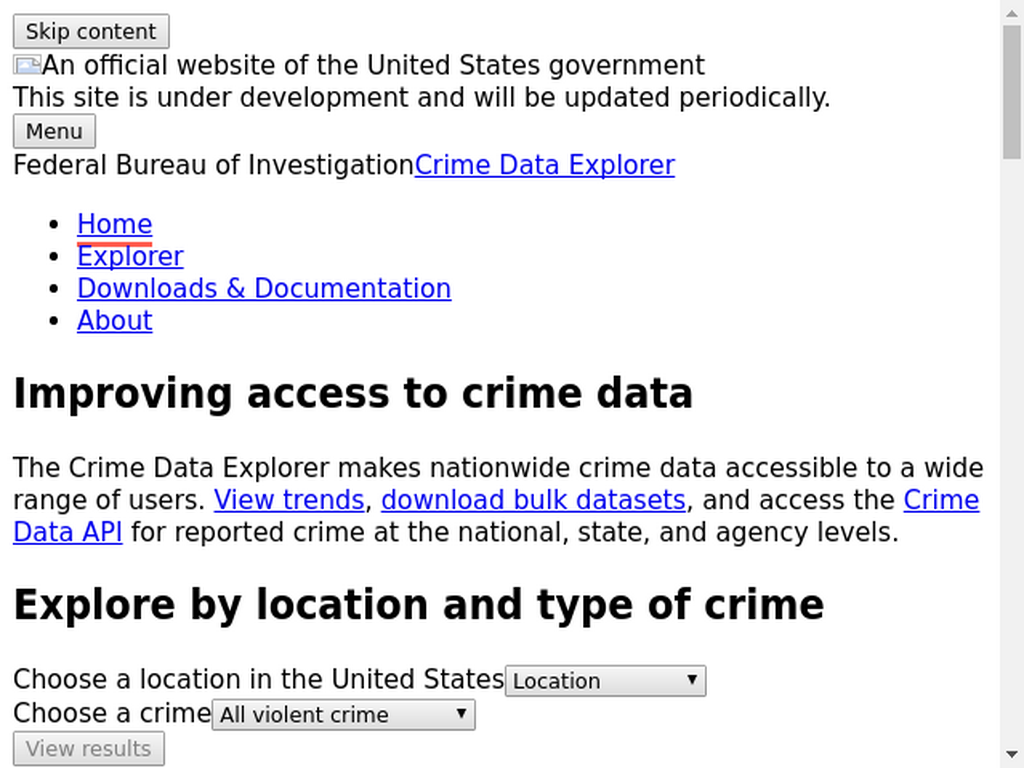 Skip content
An official website of the United States government
This site is under development and will be updated periodically.
Menu
Federal Bureau of InvestigationCrime Data Explorer
Home
Explorer
Downloads & Documentation
About
Improving access to crime data
The Crime Data Explorer makes nationwide crime data accessible to a wide
range of users. View trends, download bulk datasets, and access the Crime
Data API for reported crime at the national, state, and agency levels.
Explore by location and type of crime
Choose a location in the United States Location
Choose a crime All violent crime
View results